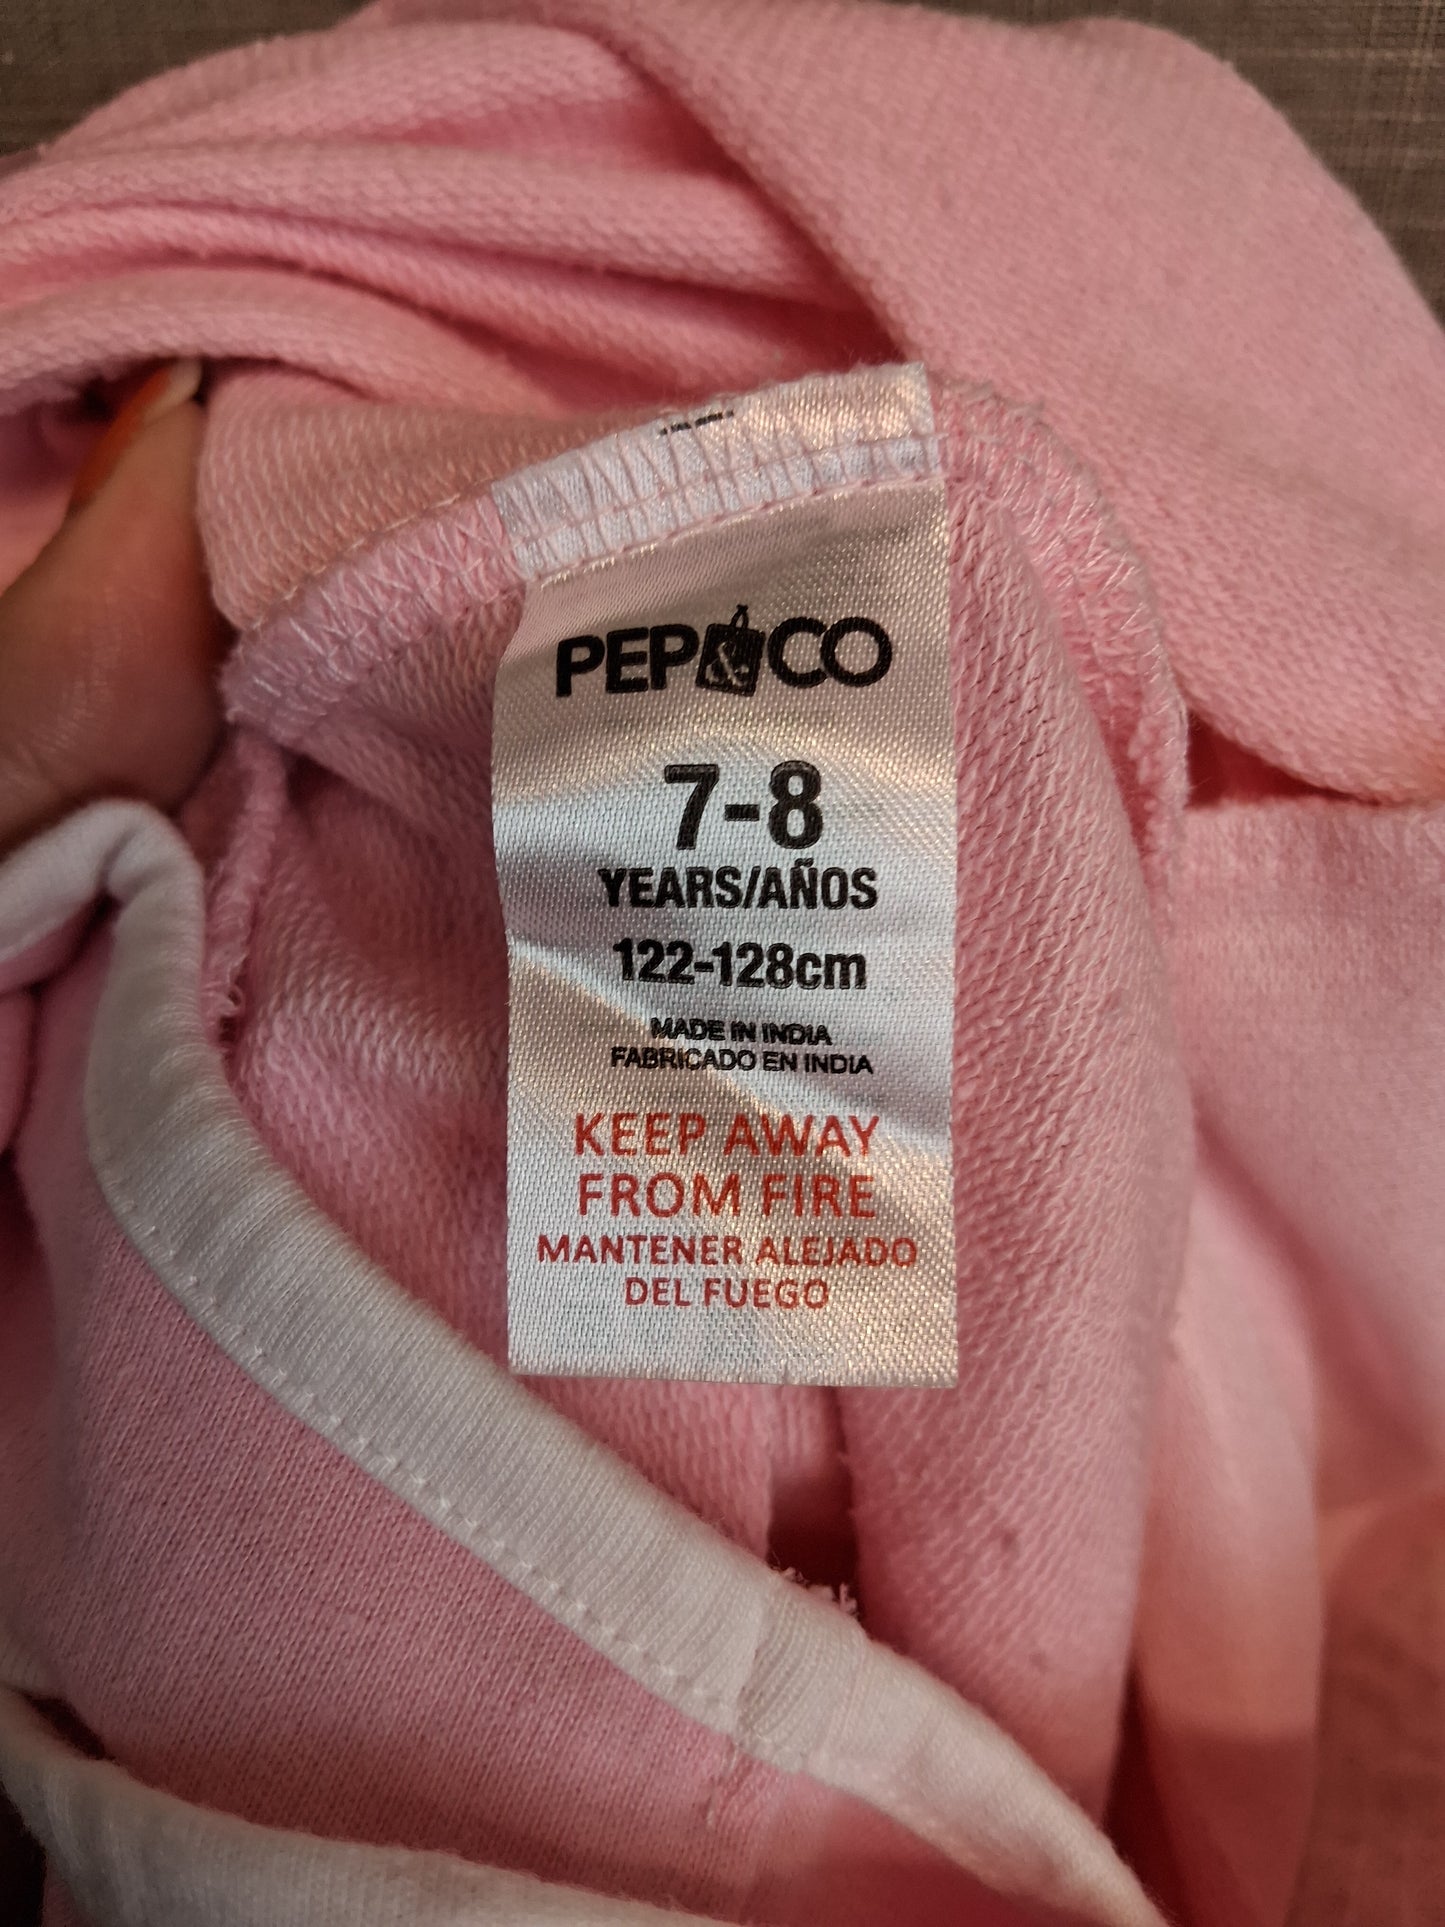 PEP&CO
7-8
YEARS/AÑOS
122-128cm
MADE IN INDIA
FABRICADO EN INDIA
KEEP AWAY
FROM FIRE
MANTENER ALEJADO
DEL FUEGO